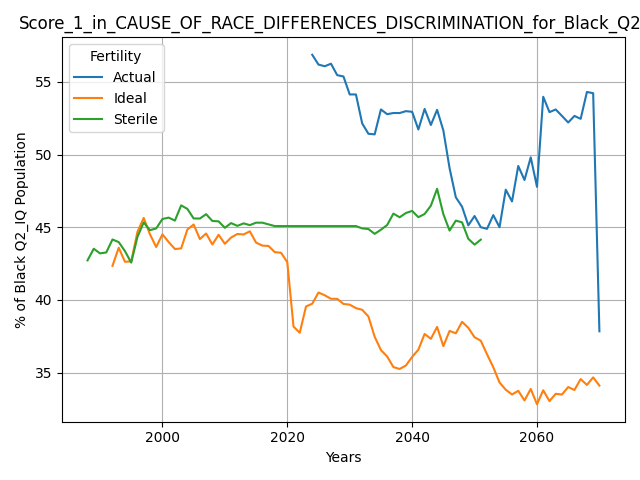 Score_1_in_CAUSE_OF_RACE_DIFFERENCES_DISCRIMINATION_for_Black_Q2
Fertility
Actual
Ideal
Sterile
% of Black Q2_IQ Population
55
50
45
40
35
2000 2020 2040 2060
Years